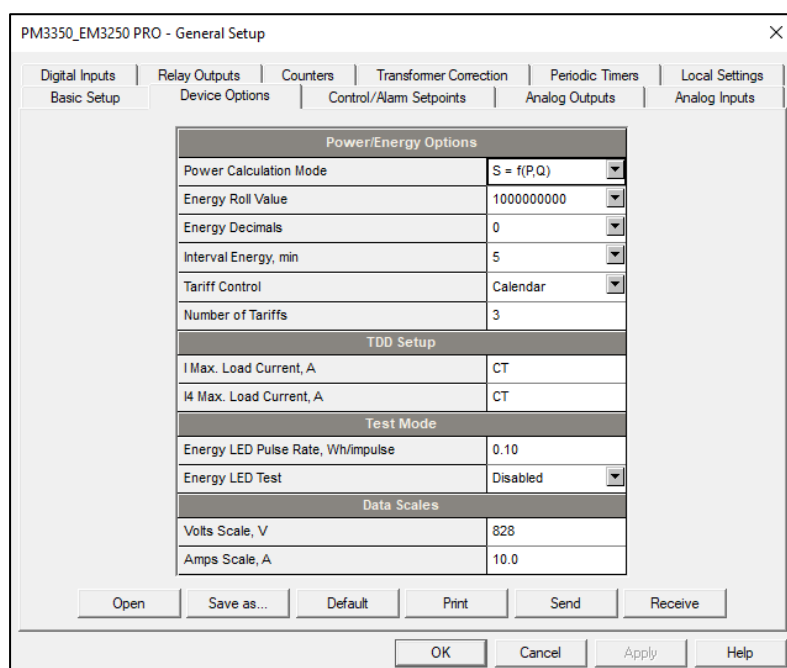 PM3350_EM3250 PRO - General Setup
Digital Inputs Relay Outputs Counters Transformer Correction Periodic Timers Local Settings
Basic Setup Device Options Control/Alarm Setpoints Analog Outputs Analog Inputs
Power/Energy Options
Power Calculation Mode S = f(P,Q)
Energy Roll Value 1000000000
Energy Decimals 0
Interval Energy, min 5
Tariff Control Calendar
Number of Tariffs 3
TDD Setup
I Max. Load Current, A CT
I4 Max. Load Current, A CT
Test Mode
Energy LED Pulse Rate, Wh/impulse 0.10
Energy LED Test Disabled
Data Scales
Volts Scale, V 828
Amps Scale, A 10.0
Open Save as... Default Print Send Receive
OK Cancel Apply Help